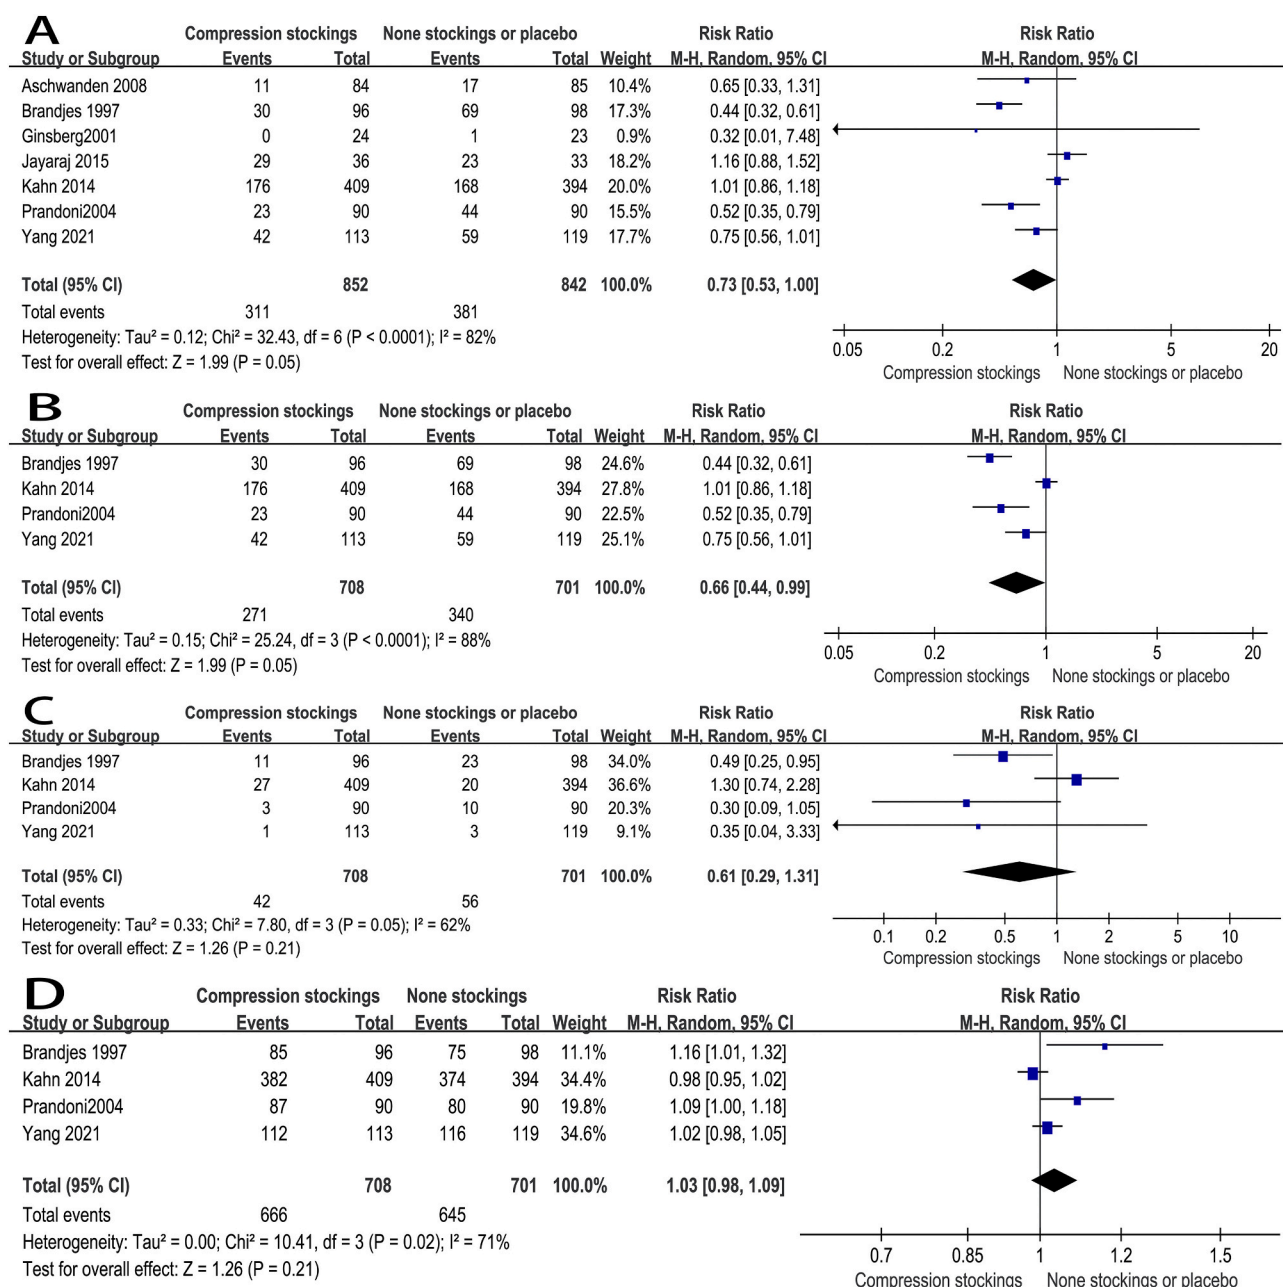 A
Compression stockings None stockings or placebo Risk Ratio Risk Ratio
Study or Subgroup Events Total Events Total Weight M-H, Random, 95% CI M-H, Random, 95% CI
Aschwanden 2008 11 84 17 85 10.4% 0.65 [0.33, 1.31]
Brandjes 1997 30 96 69 98 17.3% 0.44 [0.32, 0.61]
Ginsberg2001 0 24 1 23 0.9% 0.32 [0.01, 7.48]
Jayaraj 2015 29 36 23 33 18.2% 1.16 [0.88, 1.52]
Kahn 2014 176 409 168 394 20.0% 1.01 [0.86, 1.18]
Prandoni2004 23 90 44 90 15.5% 0.52 [0.35, 0.79]
Yang 2021 42 113 59 119 17.7% 0.75 [0.56, 1.01]
Total (95% CI) 852 842 100.0% 0.73 [0.53, 1.00]
Total events 311 381
Heterogeneity: Tau² = 0.12; Chi² = 32.43, df = 6 (P < 0.0001); I² = 82%
Test for overall effect: Z = 1.99 (P = 0.05)
0.05 0.2 1 5 20
Compression stockings None stockings or placebo
B
Compression stockings None stockings or placebo Risk Ratio Risk Ratio
Study or Subgroup Events Total Events Total Weight M-H, Random, 95% CI M-H, Random, 95% CI
Brandjes 1997 30 96 69 98 24.6% 0.44 [0.32, 0.61]
Kahn 2014 176 409 168 394 27.8% 1.01 [0.86, 1.18]
Prandoni2004 23 90 44 90 22.5% 0.52 [0.35, 0.79]
Yang 2021 42 113 59 119 25.1% 0.75 [0.56, 1.01]
Total (95% CI) 708 701 100.0% 0.66 [0.44, 0.99]
Total events 271 340
Heterogeneity: Tau² = 0.15; Chi² = 25.24, df = 3 (P < 0.0001); I² = 88%
Test for overall effect: Z = 1.99 (P = 0.05)
0.05 0.2 1 5 20
Compression stockings None stockings or placebo
C
Compression stockings None stockings or placebo Risk Ratio Risk Ratio
Study or Subgroup Events Total Events Total Weight M-H, Random, 95% CI M-H, Random, 95% CI
Brandjes 1997 11 96 23 98 34.0% 0.49 [0.25, 0.95]
Kahn 2014 27 409 20 394 36.6% 1.30 [0.74, 2.28]
Prandoni2004 3 90 10 90 20.3% 0.30 [0.09, 1.05]
Yang 2021 1 113 3 119 9.1% 0.35 [0.04, 3.33]
Total (95% CI) 708 701 100.0% 0.61 [0.29, 1.31]
Total events 42 56
Heterogeneity: Tau² = 0.33; Chi² = 7.80, df = 3 (P = 0.05); I² = 62%
Test for overall effect: Z = 1.26 (P = 0.21)
0.1 0.2 0.5 1 2 5 10
Compression stockings None stockings or placebo
D
Compression stockings None stockings Risk Ratio Risk Ratio
Study or Subgroup Events Total Events Total Weight M-H, Random, 95% CI M-H, Random, 95% CI
Brandjes 1997 85 96 75 98 11.1% 1.16 [1.01, 1.32]
Kahn 2014 382 409 374 394 34.4% 0.98 [0.95, 1.02]
Prandoni2004 87 90 80 90 19.8% 1.09 [1.00, 1.18]
Yang 2021 112 113 116 119 34.6% 1.02 [0.98, 1.05]
Total (95% CI) 708 701 100.0% 1.03 [0.98, 1.09]
Total events 666 645
Heterogeneity: Tau² = 0.00; Chi² = 10.41, df = 3 (P = 0.02); I² = 71%
Test for overall effect: Z = 1.26 (P = 0.21)
0.7 0.85 1 1.2 1.5
Compression stockings None stockings or placebo